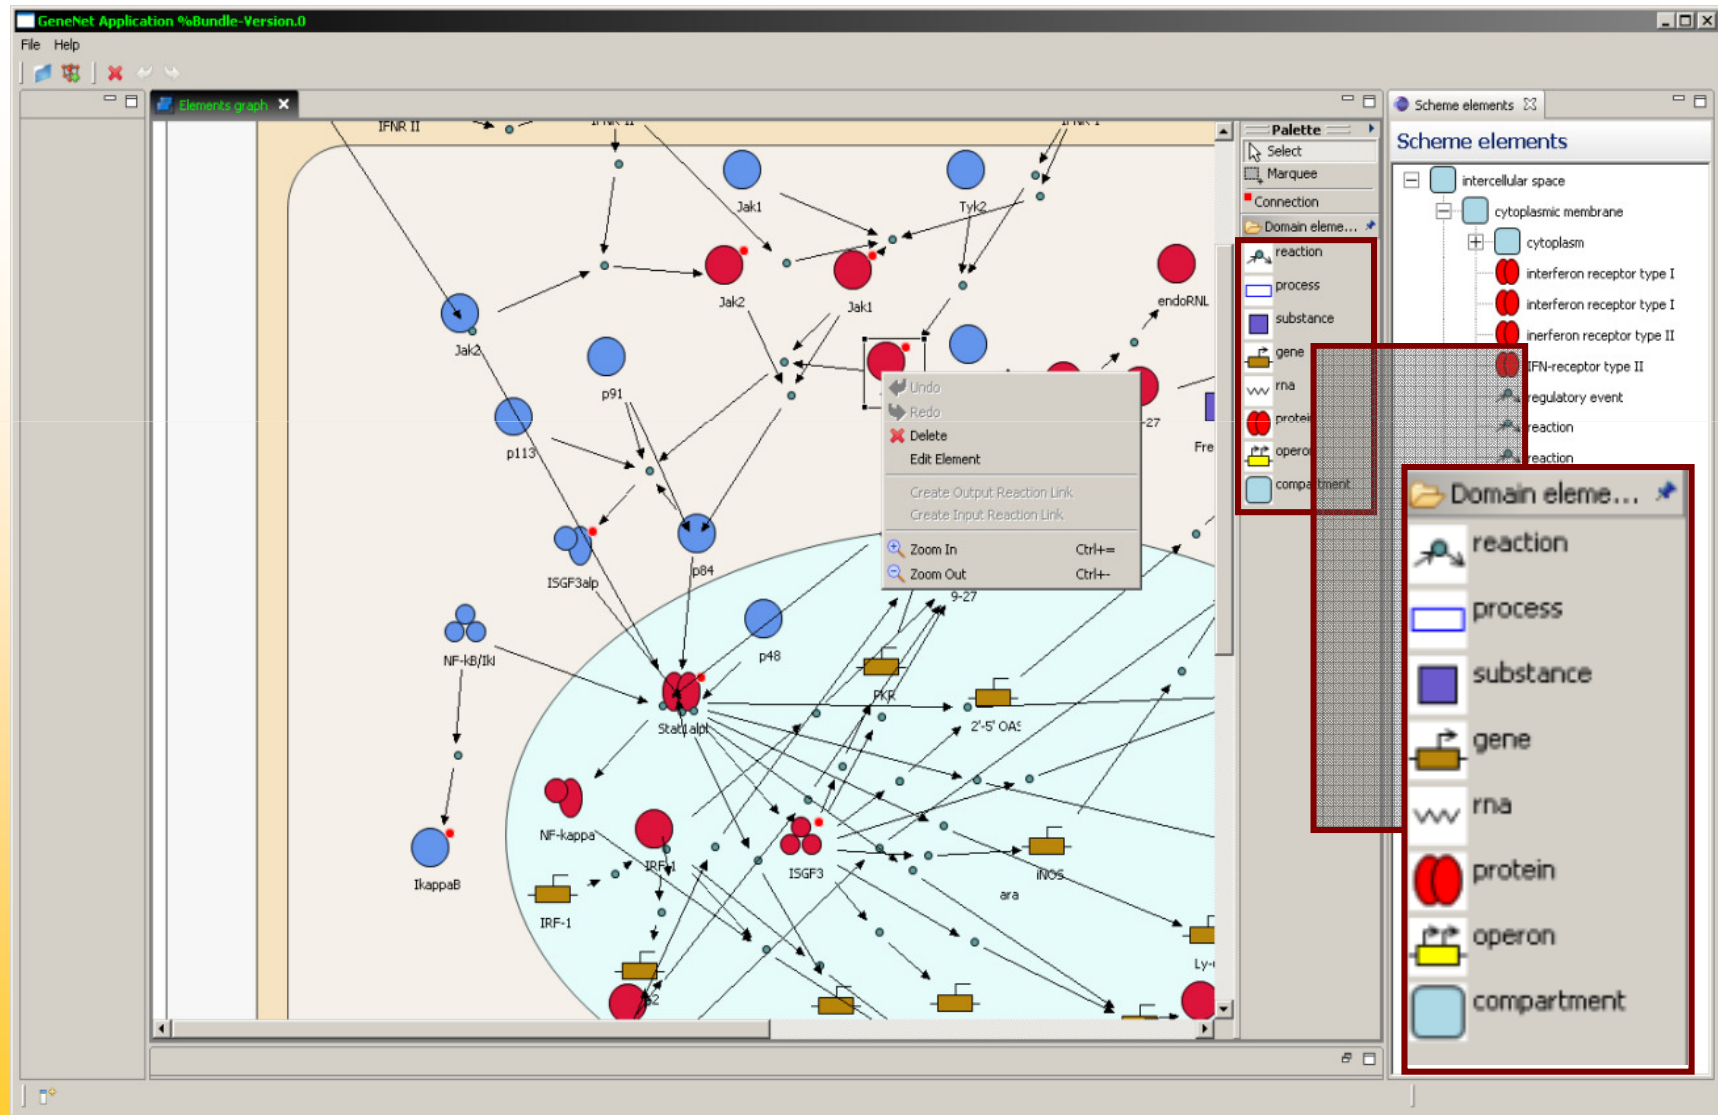 GeneNet Application %Bundle-Version.0
File Help
Elements graph
Scheme elements
Scheme elements
IFNR II
Jak1
Tyk2
Jak2
Jak1
endoRNL
Jak2
p91
p113
-27
Fre
ISGF3alp
p84
9-27
NF-kB/IkI
p48
PKR
2'-5' OAS
Stat1alpl
NF-kappa
IRF-1
ISGF3
iNOS
ara
IkappaB
IRF-1
Undo
Redo
Delete
Edit Element
Create Output Reaction Link
Create Input Reaction Link
Zoom In Ctrl+=
Zoom Out Ctrl+-
Palette
Select
Marquee
Connection
Domain eleme...
reaction
process
substance
gene
rna
protein
operon
compartment
intercellular space
cytoplasmic membrane
cytoplasm
interferon receptor type I
interferon receptor type I
inerferon receptor type II
IFN-receptor type II
regulatory event
reaction
reaction
Domain eleme...
reaction
process
substance
gene
rna
protein
operon
compartment